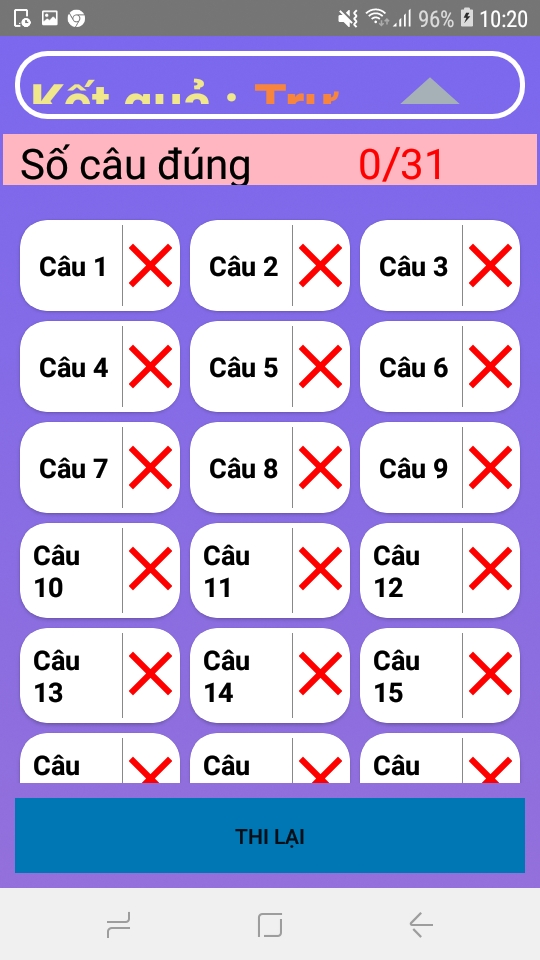 96% 10:20
Kết quả :
Số câu đúng 0/31
Câu 1 Câu 2 Câu 3
Câu 4 Câu 5 Câu 6
Câu 7 Câu 8 Câu 9
Câu 10 Câu 11 Câu 12
Câu 13 Câu 14 Câu 15
Câu Câu Câu
THI LẠI